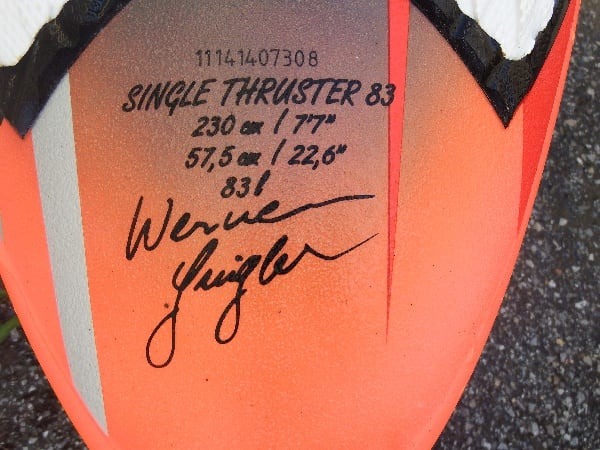 11141407308
SINGLE THRUSTER 83
230 cm / 7'7"
57,5 cm / 22,6"
83l
Werner
Gnigler